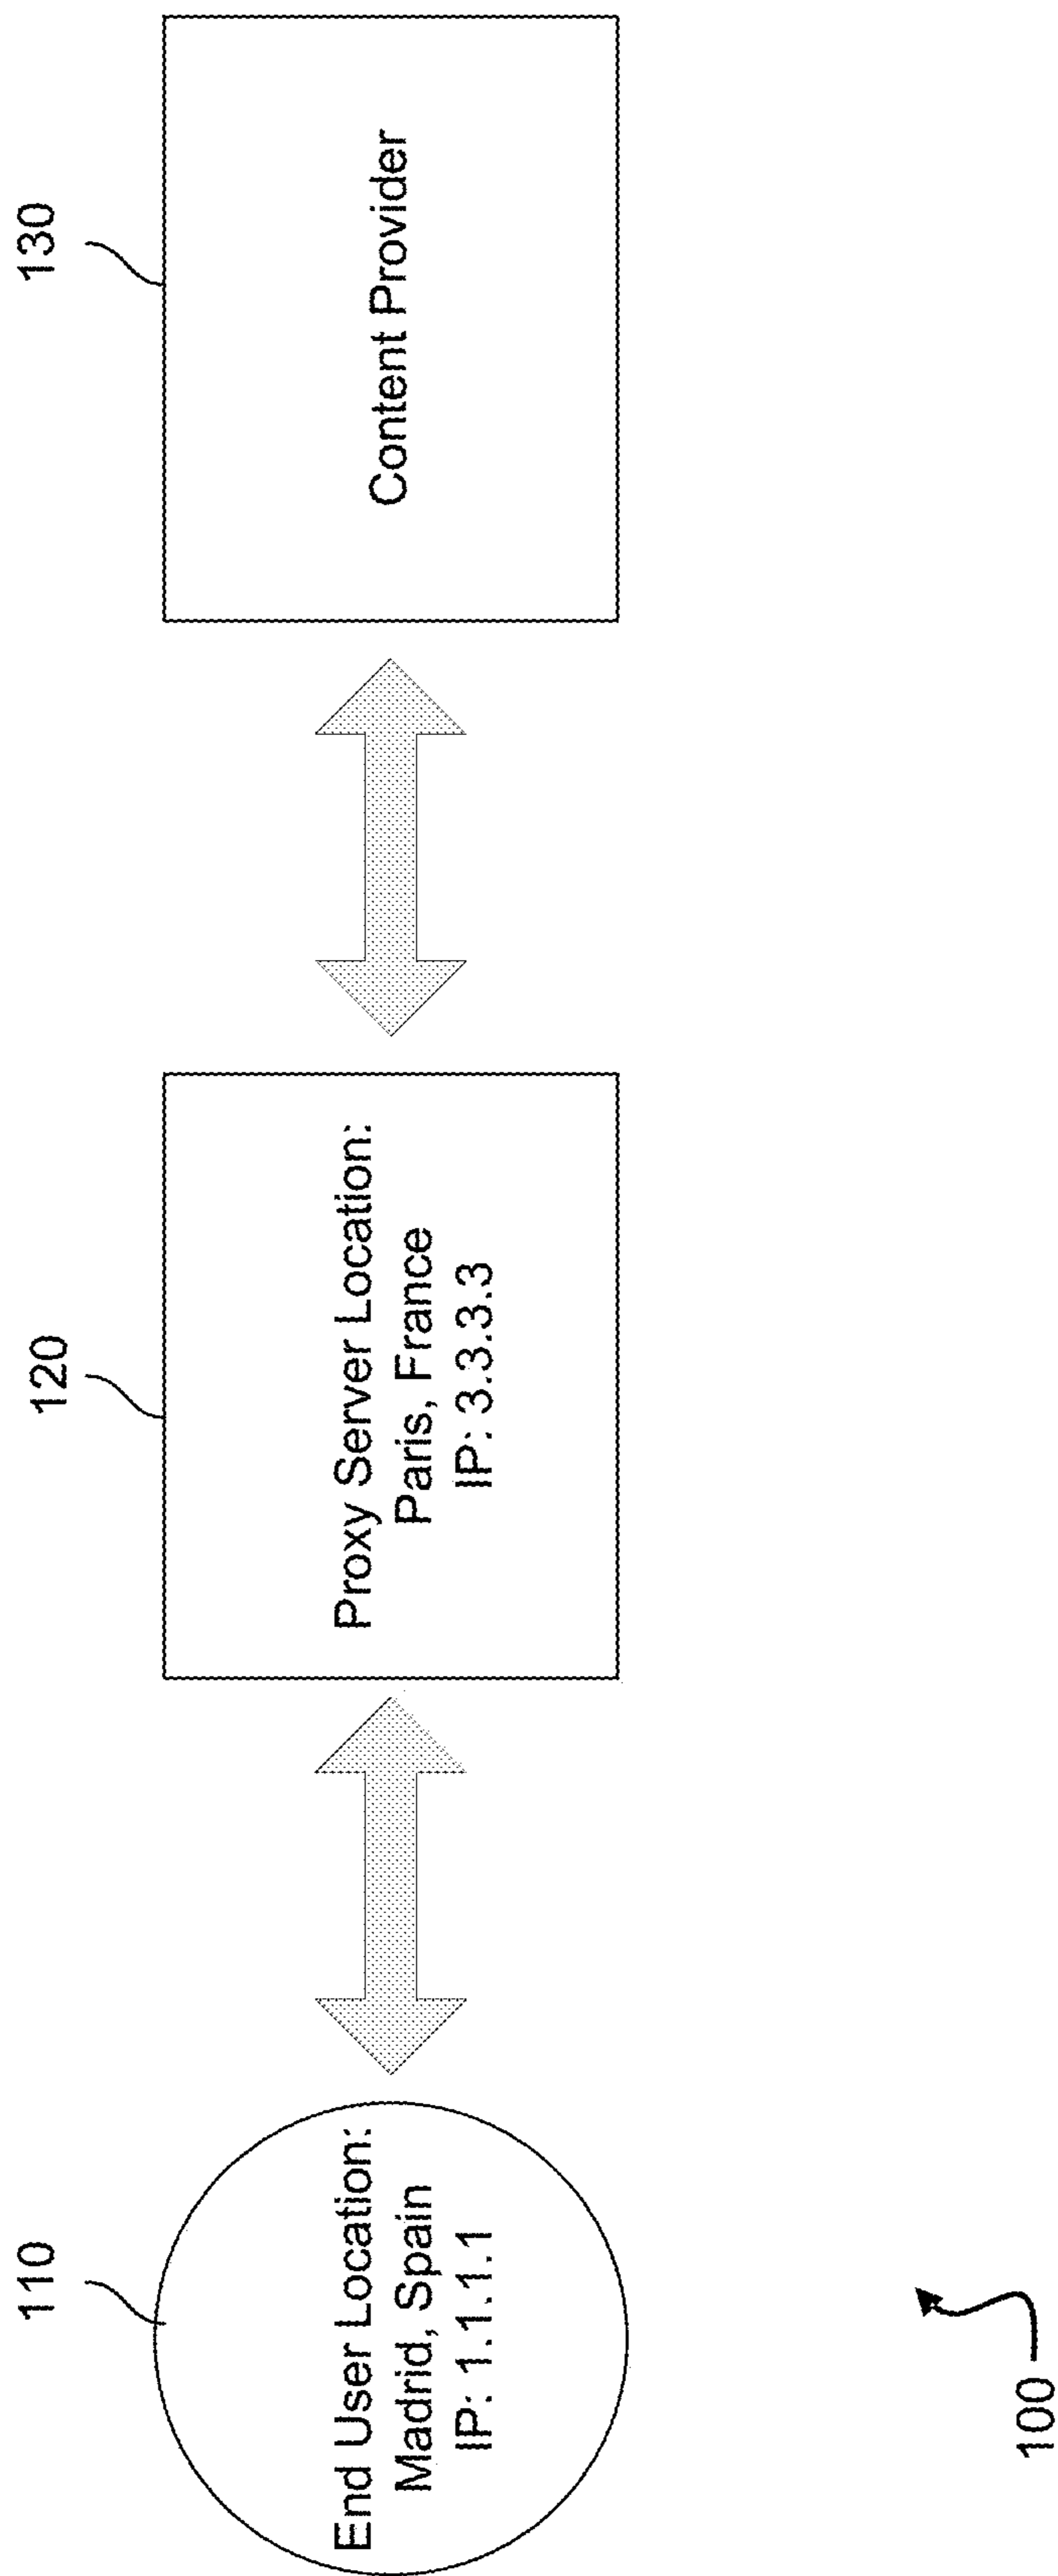 110
120
130
End User Location:
Madrid, Spain
IP: 1.1.1.1
Proxy Server Location:
Paris, France
IP: 3.3.3.3
Content Provider
100